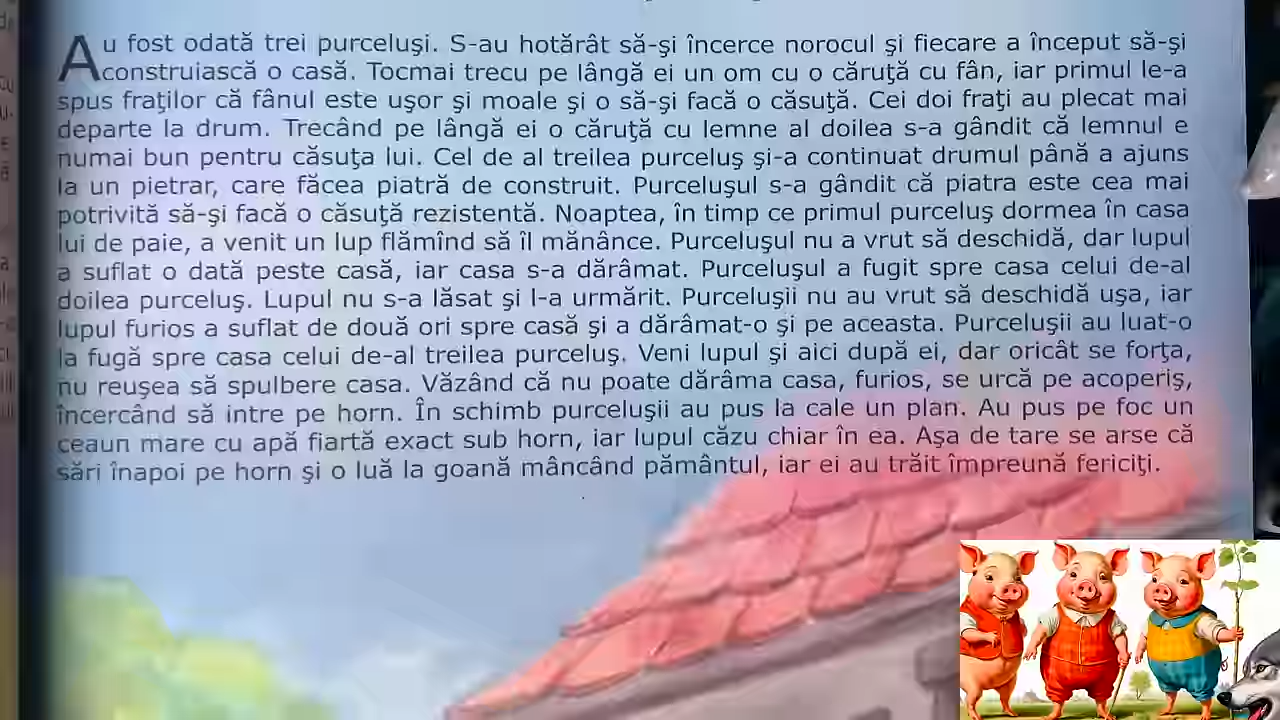 Au fost odată trei purceluşi. S-au hotărât să-şi încerce norocul şi fiecare a început să-şi
construiască o casă. Tocmai trecu pe lângă ei un om cu o căruţă cu fân, iar primul le-a
spus fraţilor că fânul este uşor şi moale şi o să-şi facă o căsuţă. Cei doi fraţi au plecat mai
departe la drum. Trecând pe lângă ei o căruţă cu lemne al doilea s-a gândit că lemnul e
numai bun pentru căsuţa lui. Cel de al treilea purceluş şi-a continuat drumul până a ajuns
la un pietrar, care făcea piatră de construit. Purceluşul s-a gândit că piatra este cea mai
potrivită să-şi facă o căsuţă rezistentă. Noaptea, în timp ce primul purceluş dormea în casa
lui de paie, a venit un lup flămînd să îl mănânce. Purceluşul nu a vrut să deschidă, dar lupul
a suflat o dată peste casă, iar casa s-a dărâmat. Purceluşul a fugit spre casa celui de-al
doilea purceluş. Lupul nu s-a lăsat şi l-a urmărit. Purceluşii nu au vrut să deschidă uşa, iar
lupul furios a suflat de două ori spre casă şi a dărâmat-o şi pe aceasta. Purceluşii au luat-o
la fugă spre casa celui de-al treilea purceluş. Veni lupul şi aici după ei, dar oricât se forţa,
nu reuşea să spulbere casa. Văzând că nu poate dărâma casa, furios, se urcă pe acoperiş,
încercând să intre pe horn. În schimb purceluşii au pus la cale un plan. Au pus pe foc un
ceaun mare cu apă fiartă exact sub horn, iar lupul căzu chiar în ea. Aşa de tare se arse că
sări înapoi pe horn şi o luă la goană mâncând pământul, iar ei au trăit împreună fericiţi.